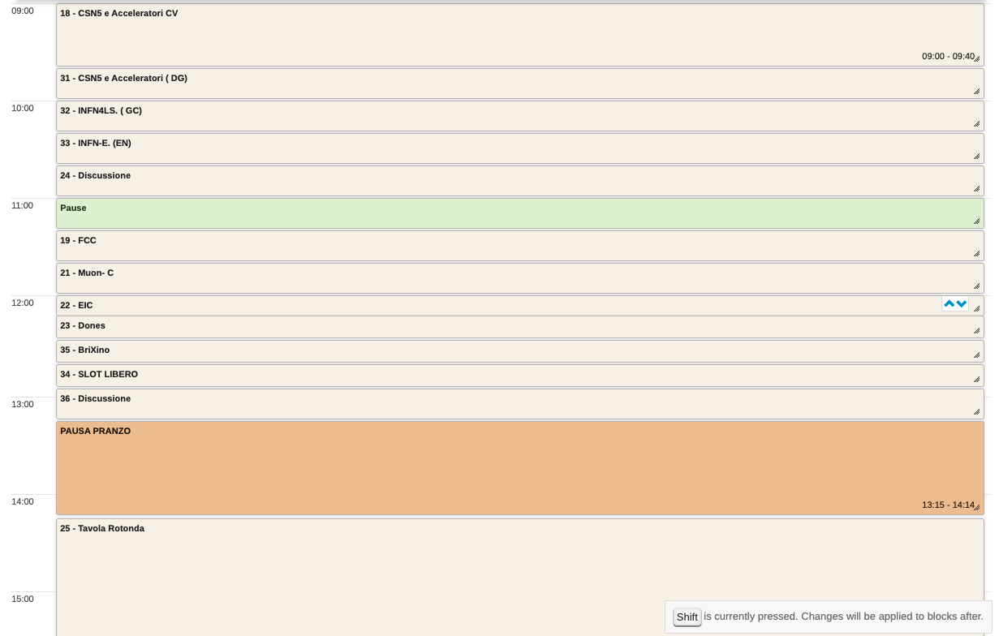 09:00
18 - CSN5 e Acceleratori CV
09:00 - 09:40
31 - CSN5 e Acceleratori ( DG)
10:00
32 - INFN4LS. ( GC)
33 - INFN-E. (EN)
24 - Discussione
11:00
Pause
19 - FCC
21 - Muon- C
12:00
22 - EIC
23 - Dones
35 - BriXino
34 - SLOT LIBERO
13:00
36 - Discussione
PAUSA PRANZO
14:00
13:15 - 14:14
25 - Tavola Rotonda
15:00
Shift is currently pressed. Changes will be applied to blocks after.